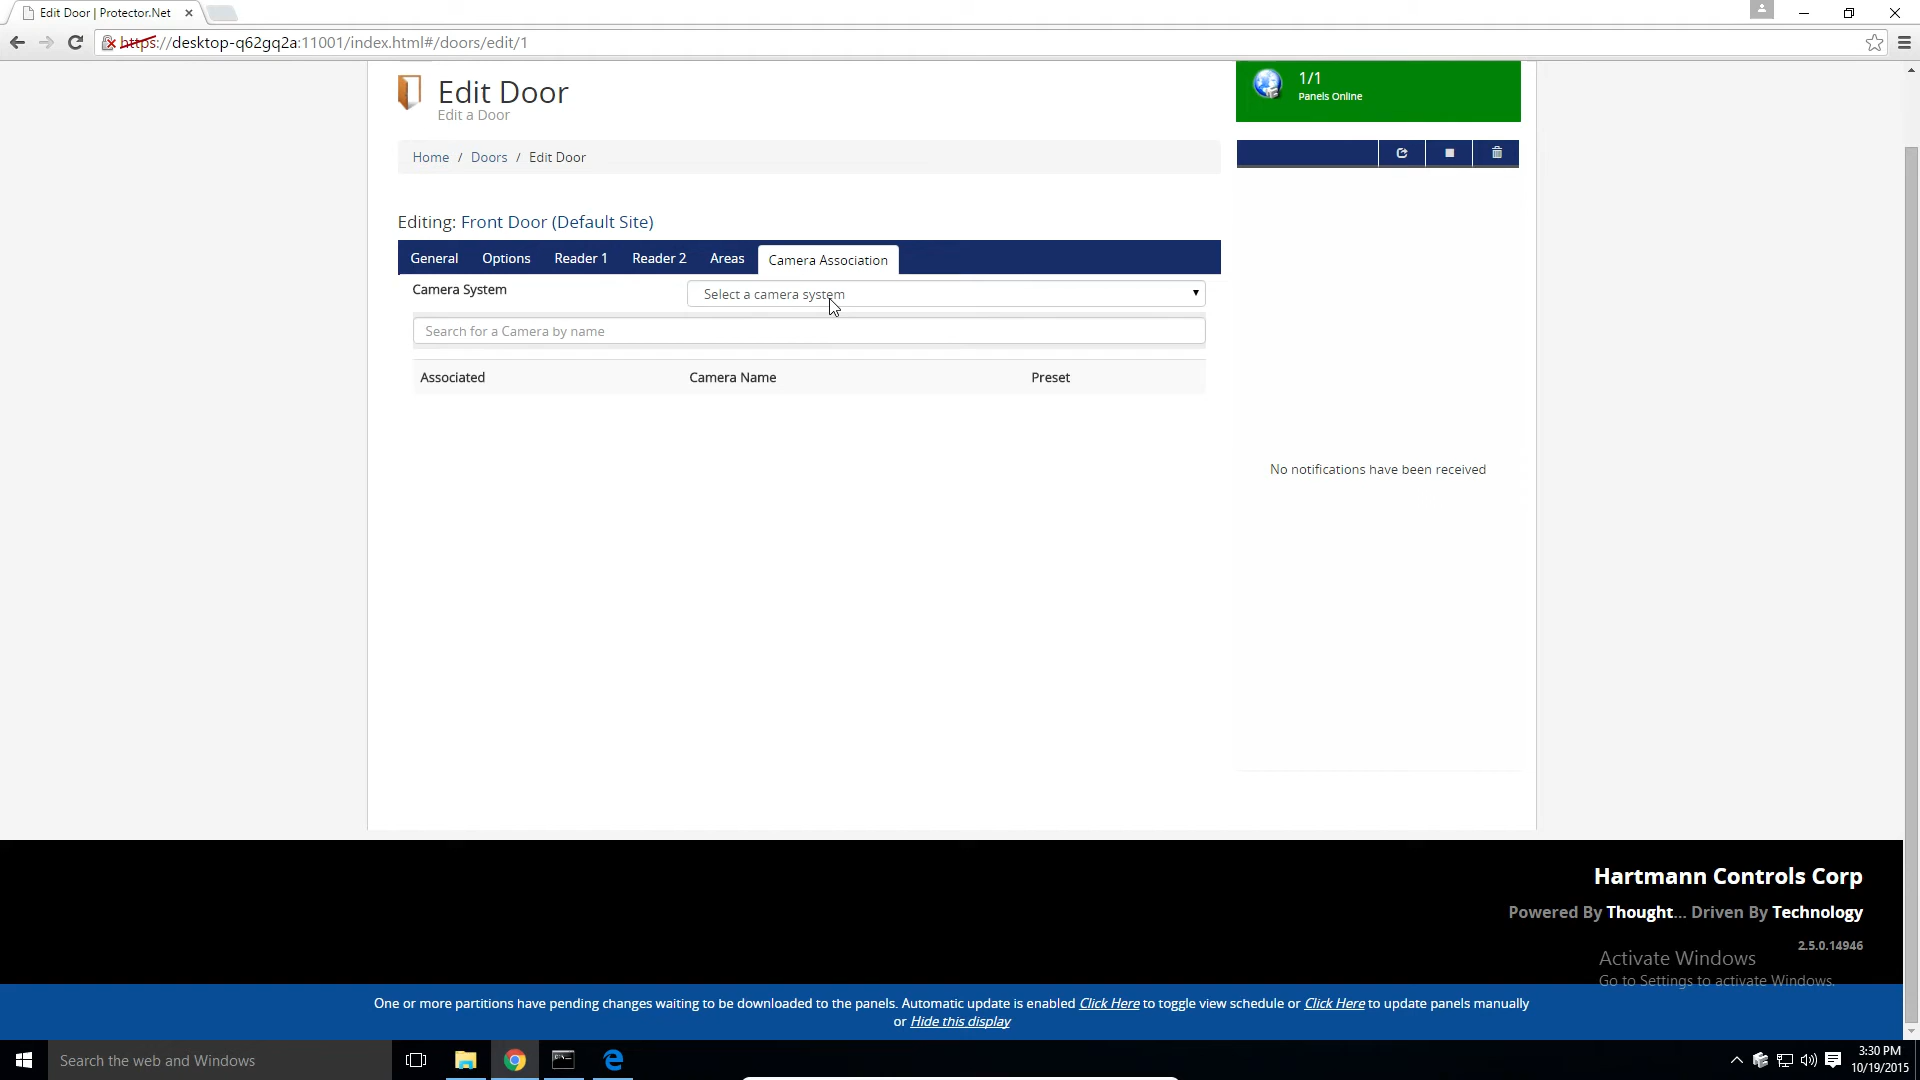 Edit Door | Protector.Net
https://desktop-q62gq2a:11001/index.html#/doors/edit/1
Edit Door
Edit a Door
1/1
Panels Online
Home / Doors / Edit Door
Editing: Front Door (Default Site)
General Options Reader 1 Reader 2 Areas Camera Association
Camera System Select a camera system
Search for a Camera by name
Associated Camera Name Preset
No notifications have been received
Hartmann Controls Corp
Powered By Thought... Driven By Technology
2.5.0.14946
Activate Windows
Go to Settings to activate Windows.
One or more partitions have pending changes waiting to be downloaded to the panels. Automatic update is enabled Click Here to toggle view schedule or Click Here to update panels manually
or Hide this display
Search the web and Windows
3:30 PM
10/19/2015